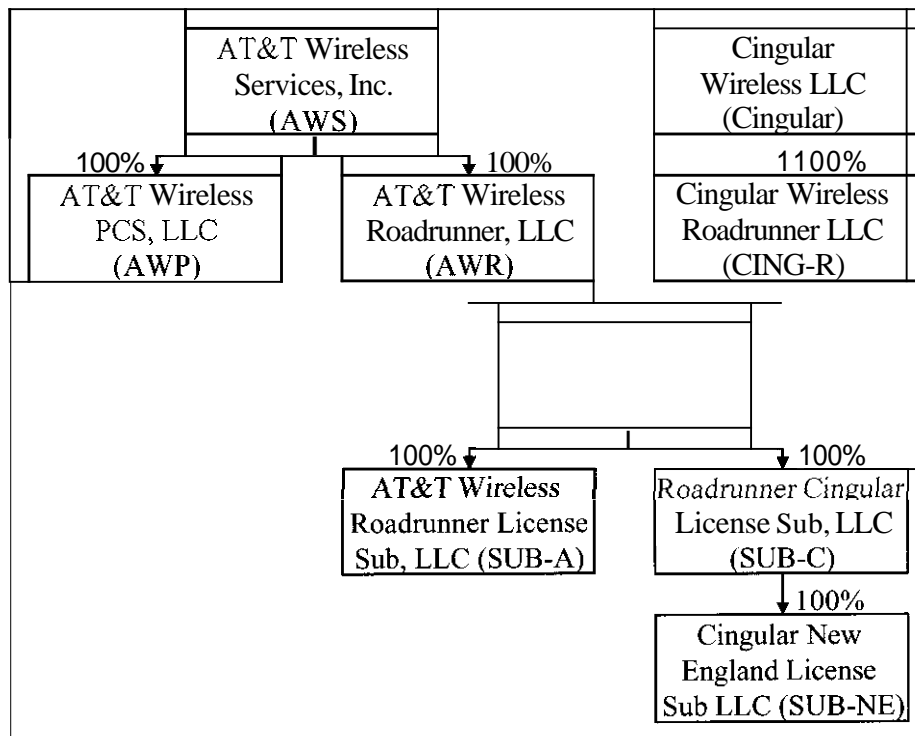 AT&T Wireless
Services, Inc.
(AWS)
Cingular
Wireless LLC
(Cingular)
100%
100%
1100%
AT&T Wireless
PCS, LLC
(AWP)
AT&T Wireless
Roadrunner, LLC
(AWR)
Cingular Wireless
Roadrunner LLC
(CING-R)
100%
100%
AT&T Wireless
Roadrunner License
Sub, LLC (SUB-A)
Roadrunner Cingular
License Sub, LLC
(SUB-C)
100%
Cingular New
England License
Sub LLC (SUB-NE)